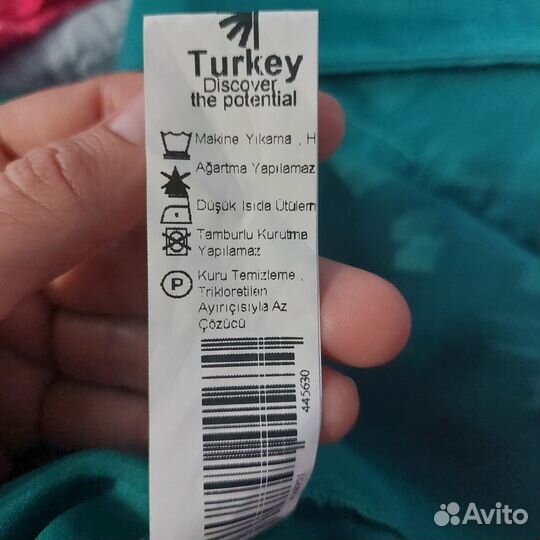 Turkey
Discover
the potential
Makine Yıkama , H
Ağartma Yapılamaz
Düşük Isıda Ütülem
Tamburlu Kurutma
Yapılamaz
P
Kuru Temizleme ,
Trikloretilen
Ayırıçısıyla Az
Çözücü
445630
Avito